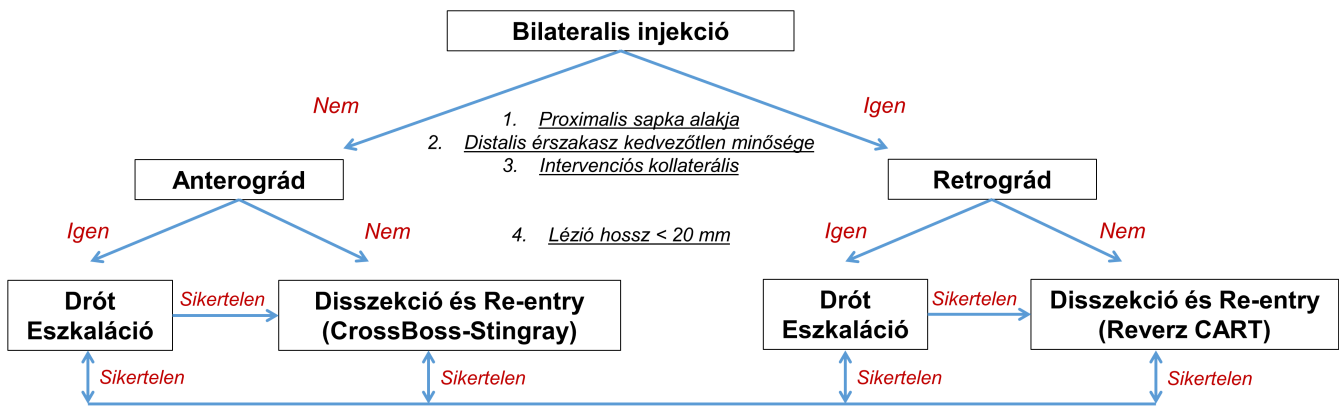 Bilateralis injekció
Nem
Igen
1. Proximalis sapka alakja
2. Distalis érszakasz kedvezőtlen minősége
3. Intervenciós kollaterális
Anterográd
Retrográd
Igen
Nem
4. Lézió hossz < 20 mm
Igen
Nem
Drót
Eszkaláció
Sikertelen
Disszekció és Re-entry
(CrossBoss-Stingray)
Drót
Eszkaláció
Sikertelen
Disszekció és Re-entry
(Reverz CART)
Sikertelen
Sikertelen
Sikertelen
Sikertelen